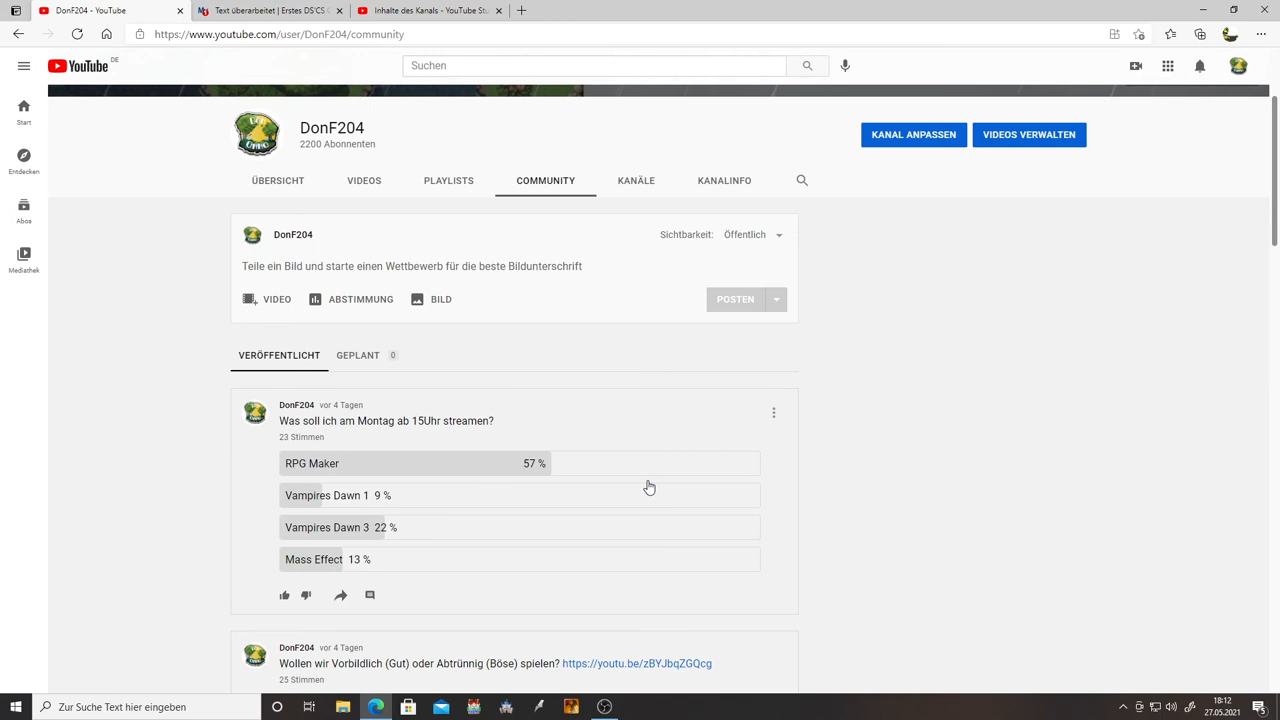 DonF204 - YouTube
Text übertragen | Erstes DS'CS C
Inhalte des Kanals - YouTube St
https://www.youtube.com/user/DonF204/community
YouTube DE
Suchen
Start
Entdecken
Abos
Mediathek
DonF204
2200 Abonnenten
KANAL ANPASSEN
VIDEOS VERWALTEN
ÜBERSICHT
VIDEOS
PLAYLISTS
COMMUNITY
KANÄLE
KANALINFO
DonF204
Sichtbarkeit: Öffentlich
Teile ein Bild und starte einen Wettbewerb für die beste Bildunterschrift
VIDEO
ABSTIMMUNG
BILD
POSTEN
VERÖFFENTLICHT
GEPLANT 0
DonF204 vor 4 Tagen
Was soll ich am Montag ab 15Uhr streamen?
23 Stimmen
RPG Maker 57 %
Vampires Dawn 1 9 %
Vampires Dawn 3 22 %
Mass Effect 13 %
DonF204 vor 4 Tagen
Wollen wir Vorbildlich (Gut) oder Abtrünnig (Böse) spielen? https://youtu.be/zBYJbqZGQcg
25 Stimmen
Zur Suche Text hier eingeben
18:12
27.05.2021